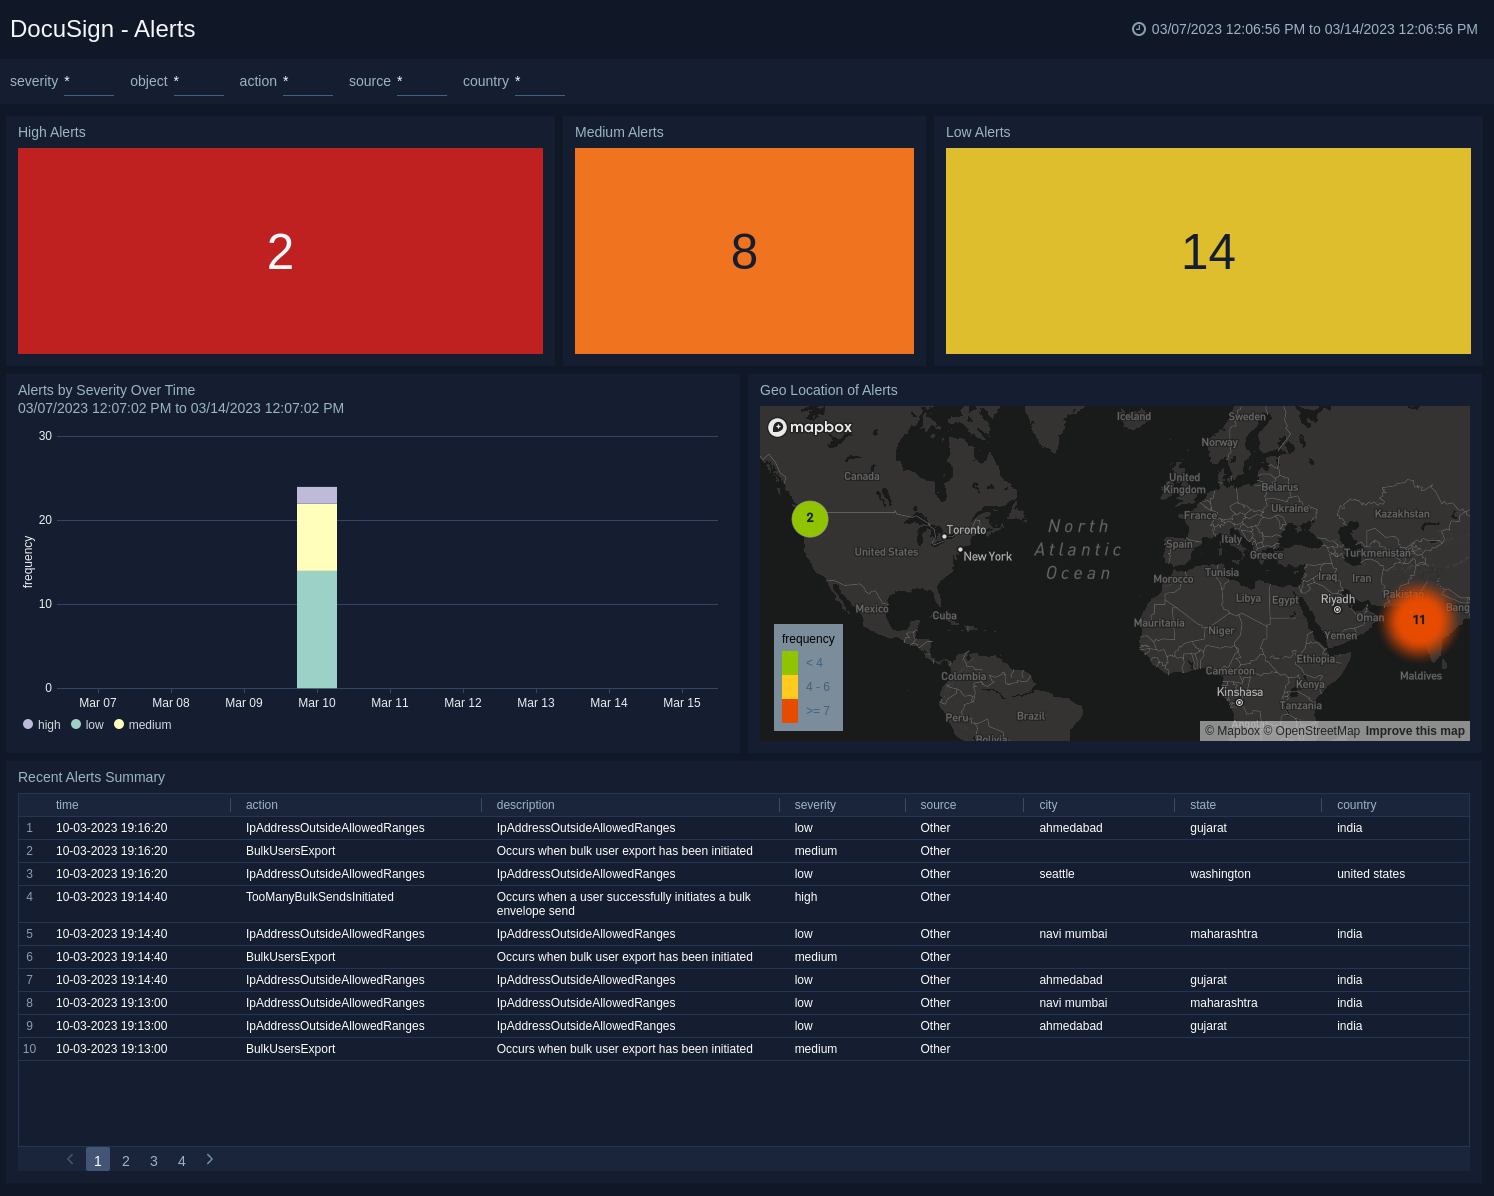 DocuSign - Alerts
03/07/2023 12:06:56 PM to 03/14/2023 12:06:56 PM
severity * object * action * source * country *
High Alerts
2
Medium Alerts
8
Low Alerts
14
Alerts by Severity Over Time
03/07/2023 12:07:02 PM to 03/14/2023 12:07:02 PM
30
20
10
0
frequency
Mar 07 Mar 08 Mar 09 Mar 10 Mar 11 Mar 12 Mar 13 Mar 14 Mar 15
high low medium
Geo Location of Alerts
mapbox
Iceland
Sweden
Norway
Canada
United
Kingdom
Belarus
2
France
Ukraine
Kazakhstan
Toronto
North
Atlantic
Ocean
United States
New York
Spain
Italy
Greece
Turkmenistan
Morocco
Tunisia
Iraq
Iran
Mexico
Cuba
Libya
Egypt
Riyadh
Pakistan
Bang
Oman
11
Mauritania
Niger
Yemen
frequency
< 4
4 - 6
>= 7
Colombia
Cameroon
Ethiopia
Maldives
Kinshasa
Kenya
Peru
Brazil
Tanzania
Angola
Bolivia
© Mapbox © OpenStreetMap Improve this map
Recent Alerts Summary
time action description severity source city state country
1 10-03-2023 19:16:20 IpAddressOutsideAllowedRanges IpAddressOutsideAllowedRanges low Other ahmedabad gujarat india
2 10-03-2023 19:16:20 BulkUsersExport Occurs when bulk user export has been initiated medium Other
3 10-03-2023 19:16:20 IpAddressOutsideAllowedRanges IpAddressOutsideAllowedRanges low Other seattle washington united states
4 10-03-2023 19:14:40 TooManyBulkSendsInitiated Occurs when a user successfully initiates a bulk high Other
envelope send
5 10-03-2023 19:14:40 IpAddressOutsideAllowedRanges IpAddressOutsideAllowedRanges low Other navi mumbai maharashtra india
6 10-03-2023 19:14:40 BulkUsersExport Occurs when bulk user export has been initiated medium Other
7 10-03-2023 19:14:40 IpAddressOutsideAllowedRanges IpAddressOutsideAllowedRanges low Other ahmedabad gujarat india
8 10-03-2023 19:13:00 IpAddressOutsideAllowedRanges IpAddressOutsideAllowedRanges low Other navi mumbai maharashtra india
9 10-03-2023 19:13:00 IpAddressOutsideAllowedRanges IpAddressOutsideAllowedRanges low Other ahmedabad gujarat india
10 10-03-2023 19:13:00 BulkUsersExport Occurs when bulk user export has been initiated medium Other
1 2 3 4